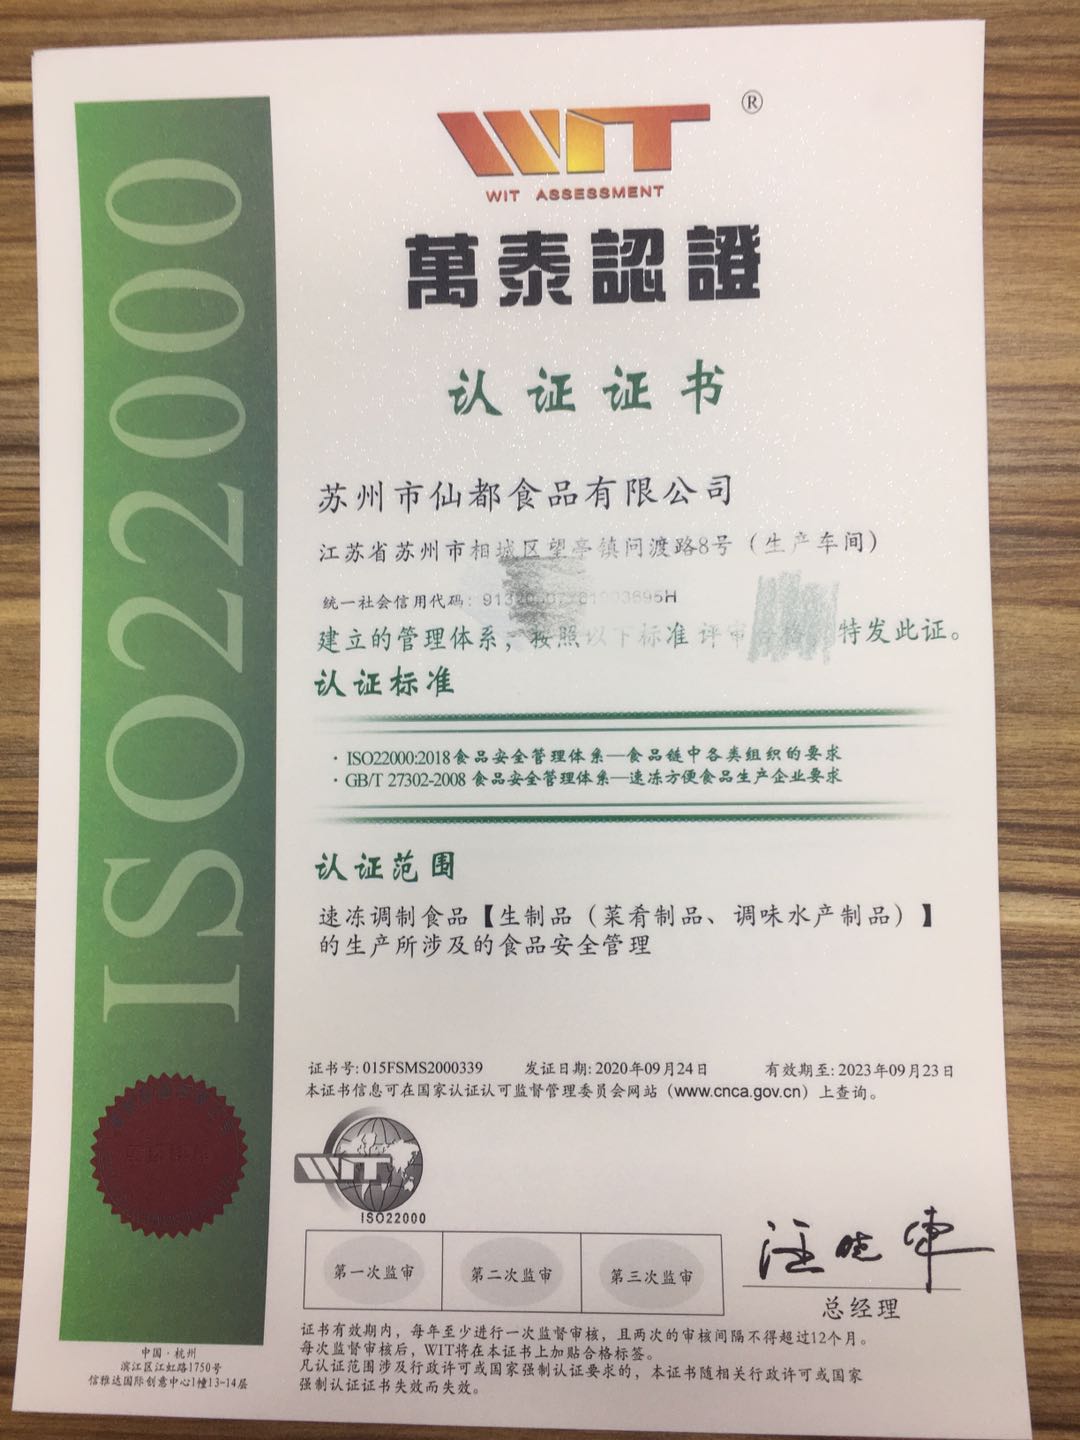 WIT ®
WIT ASSESSMENT
萬泰認證
认证证书
ISO22000
苏州市仙都食品有限公司
江苏省苏州市相城区望亭镇问渡路8号（生产车间）
统一社会信用代码：
建立的管理体系，按照以下标准评审合格，特发此证。
认证标准
· ISO22000:2018食品安全管理体系—食品链中各类组织的要求
· GB/T 27302-2008 食品安全管理体系—速冻方便食品生产企业要求
认证范围
速冻调制食品【生制品（菜肴制品、调味水产制品）】
的生产所涉及的食品安全管理
证书号: 015FSMS2000339 发证日期: 2020年09月24日 有效期至: 2023年09月23日
本证书信息可在国家认证认可监督管理委员会网站（www.cnca.gov.cn）上查询。
WIT
ISO22000
第一次监审 第二次监审 第三次监审
汪晓军
总经理
证书有效期内，每年至少进行一次监督审核，且两次的审核间隔不得超过12个月。
每次监督审核后，WIT将在本证书上加贴合格标签。
凡认证范围涉及行政许可或国家强制认证要求的，本证书随相关行政许可或国家
强制认证证书失效而失效。
中国·杭州
滨江区江虹路1750号
信雅达国际创意中心1幢13-14层